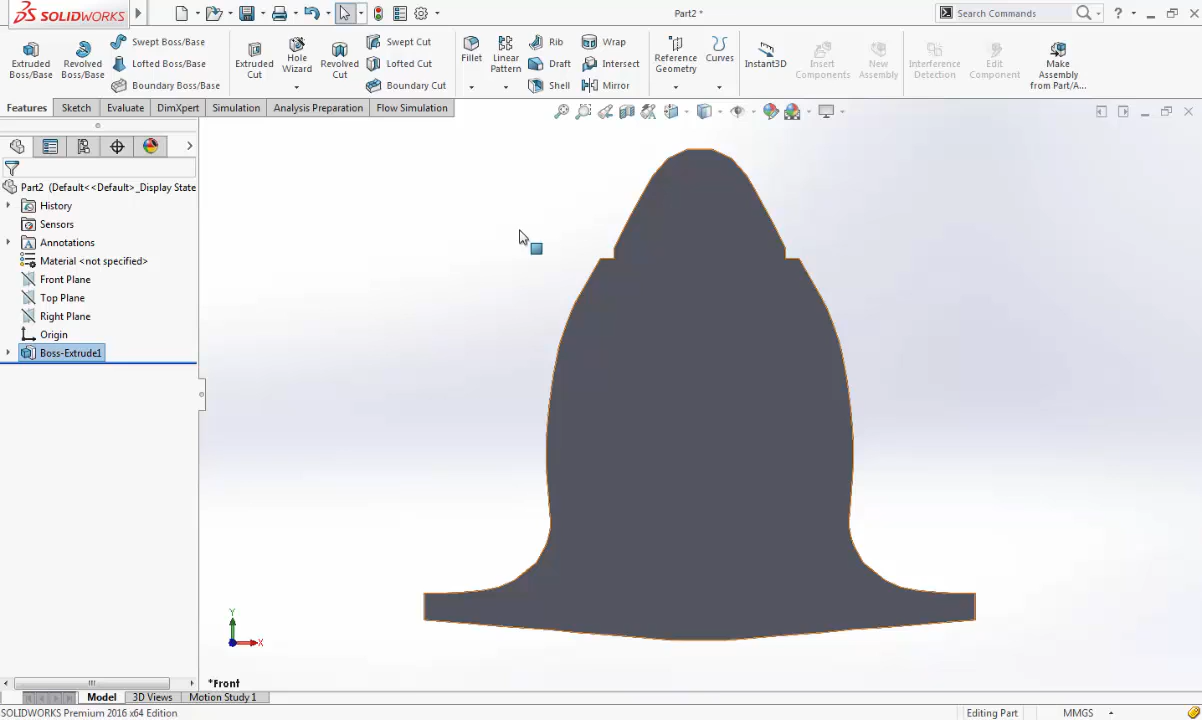 SOLIDWORKS
Part2 *
Search Commands
?
Extruded Boss/Base
Revolved Boss/Base
Swept Boss/Base
Lofted Boss/Base
Boundary Boss/Base
Extruded Cut
Hole Wizard
Revolved Cut
Swept Cut
Lofted Cut
Boundary Cut
Fillet
Linear Pattern
Rib
Draft
Shell
Wrap
Intersect
Mirror
Reference Geometry
Curves
Instant3D
Insert Components
New Assembly
Interference Detection
Edit Component
Make Assembly from Part/A...
Features
Sketch
Evaluate
DimXpert
Simulation
Analysis Preparation
Flow Simulation
Part2 (Default<<Default>_Display State
History
Sensors
Annotations
Material <not specified>
Front Plane
Top Plane
Right Plane
Origin
Boss-Extrude1
Y
X
*Front
Model
3D Views
Motion Study 1
SOLIDWORKS Premium 2016 x64 Edition
Editing Part
MMGS